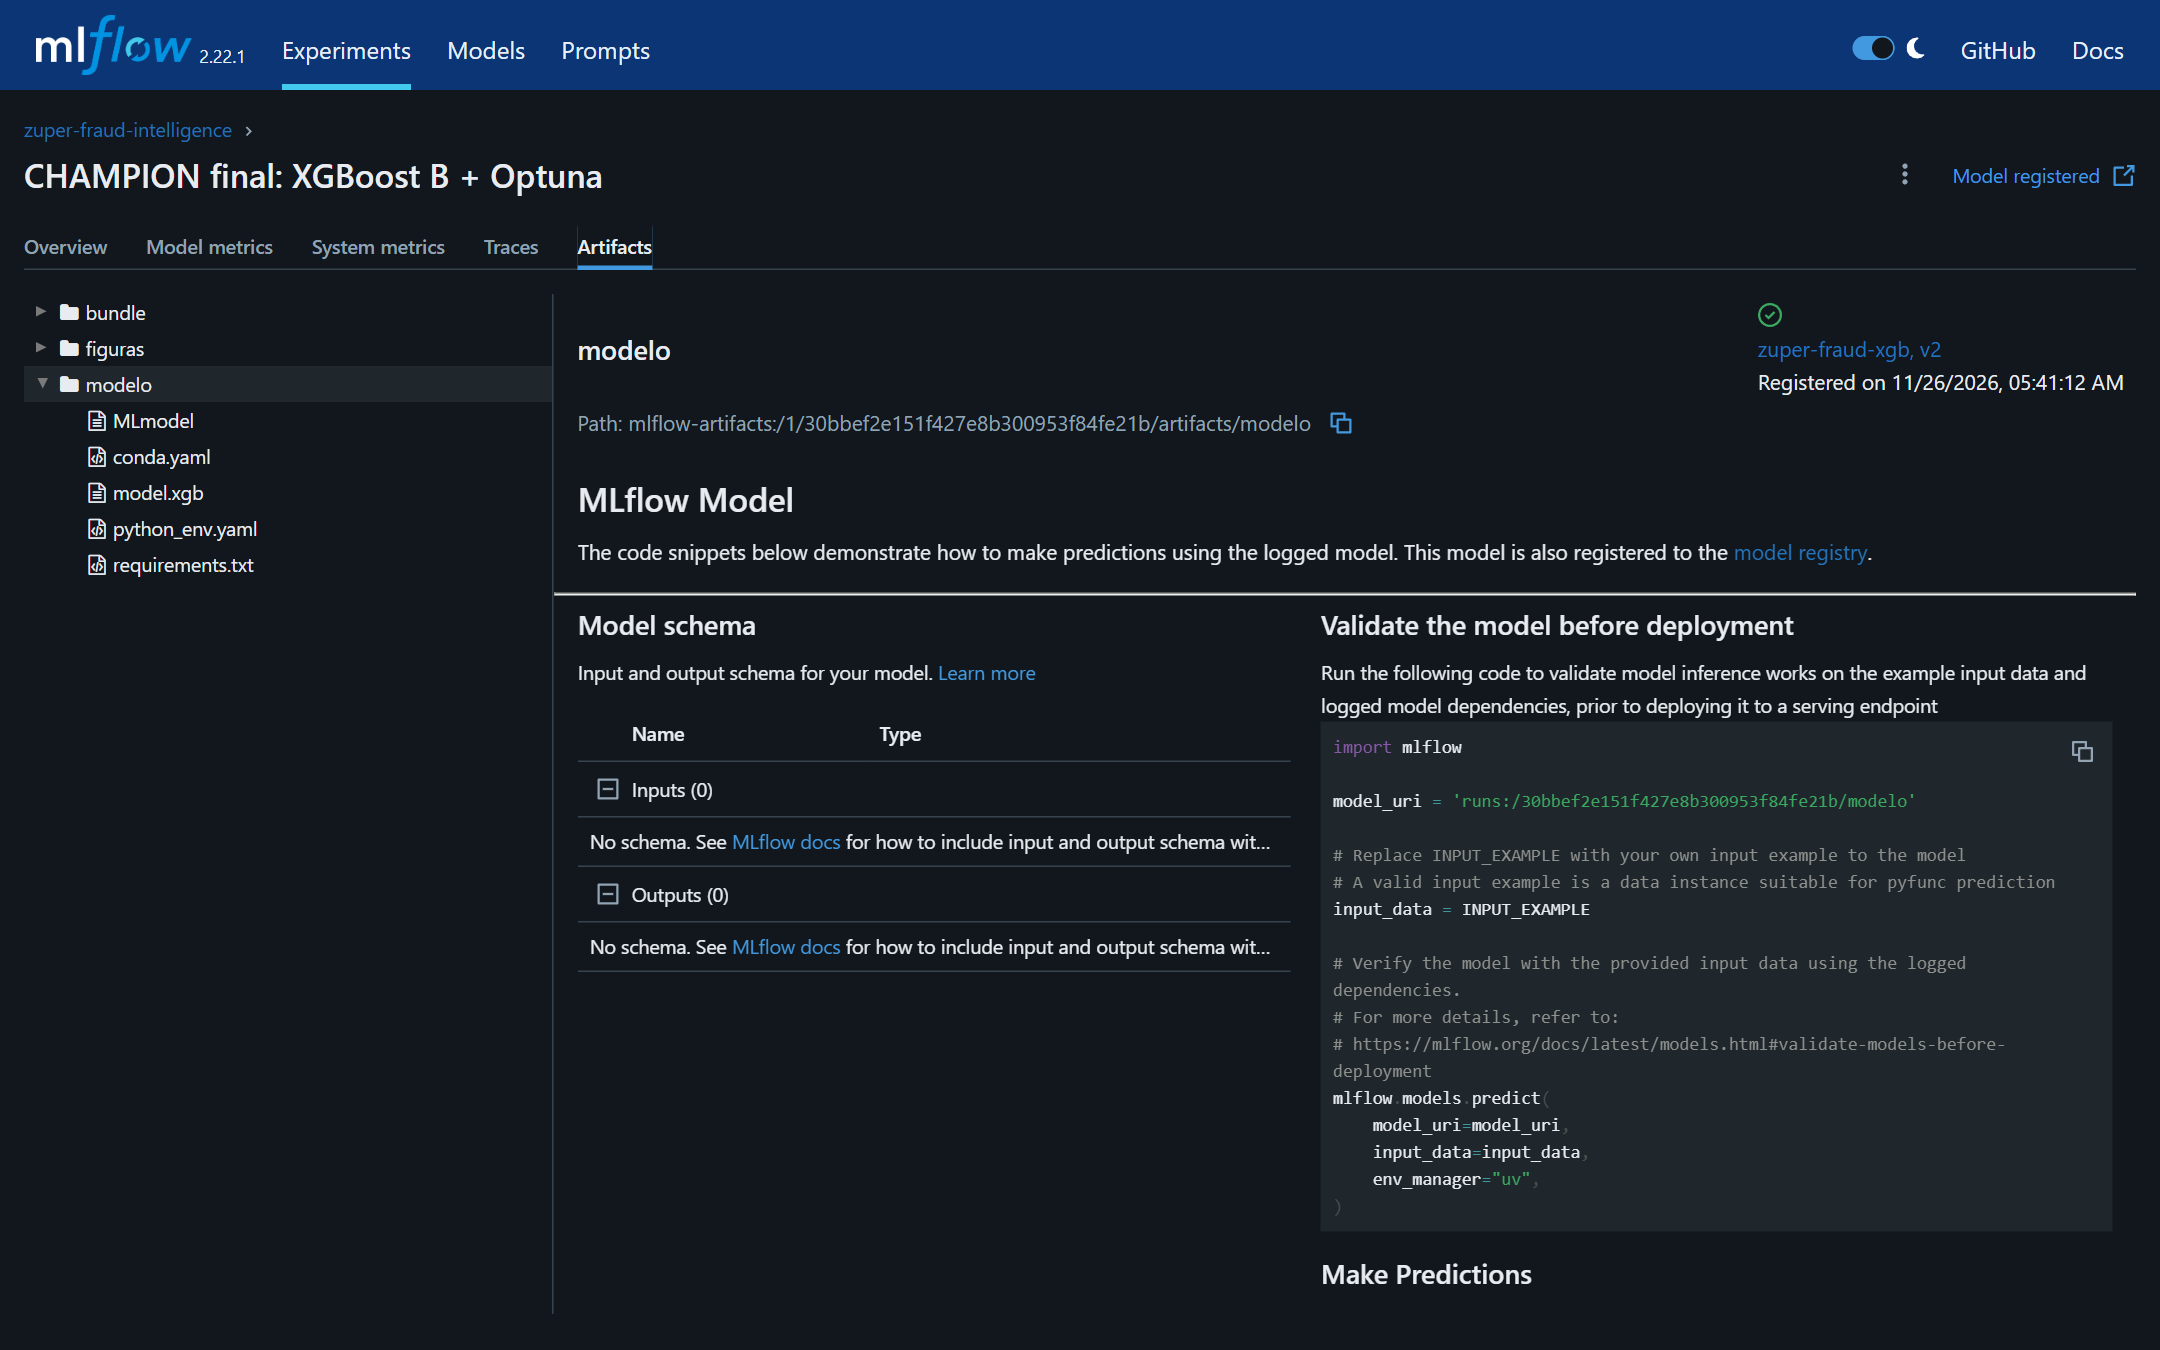 mlflow 2.22.1 Experiments Models Prompts GitHub Docs
zuper-fraud-intelligence
CHAMPION final: XGBoost B + Optuna
Model registered
Overview Model metrics System metrics Traces Artifacts
bundle
figuras
modelo
MLmodel
conda.yaml
model.xgb
python_env.yaml
requirements.txt
modelo
zuper-fraud-xgb, v2
Registered on 11/26/2026, 05:41:12 AM
Path: mlflow-artifacts:/1/30bbef2e151f427e8b300953f84fe21b/artifacts/modelo
MLflow Model
The code snippets below demonstrate how to make predictions using the logged model. This model is also registered to the model registry.
Model schema
Input and output schema for your model. Learn more
Name Type
Inputs (0)
No schema. See MLflow docs for how to include input and output schema wit...
Outputs (0)
No schema. See MLflow docs for how to include input and output schema wit...
Validate the model before deployment
Run the following code to validate model inference works on the example input data and
logged model dependencies, prior to deploying it to a serving endpoint
import mlflow
model_uri = 'runs:/30bbef2e151f427e8b300953f84fe21b/modelo'
# Replace INPUT_EXAMPLE with your own input example to the model
# A valid input example is a data instance suitable for pyfunc prediction
input_data = INPUT_EXAMPLE
# Verify the model with the provided input data using the logged
dependencies.
# For more details, refer to:
# https://mlflow.org/docs/latest/models.html#validate-models-before-
deployment
mlflow.models.predict(
model_uri=model_uri,
input_data=input_data,
env_manager="uv",
)
Make Predictions